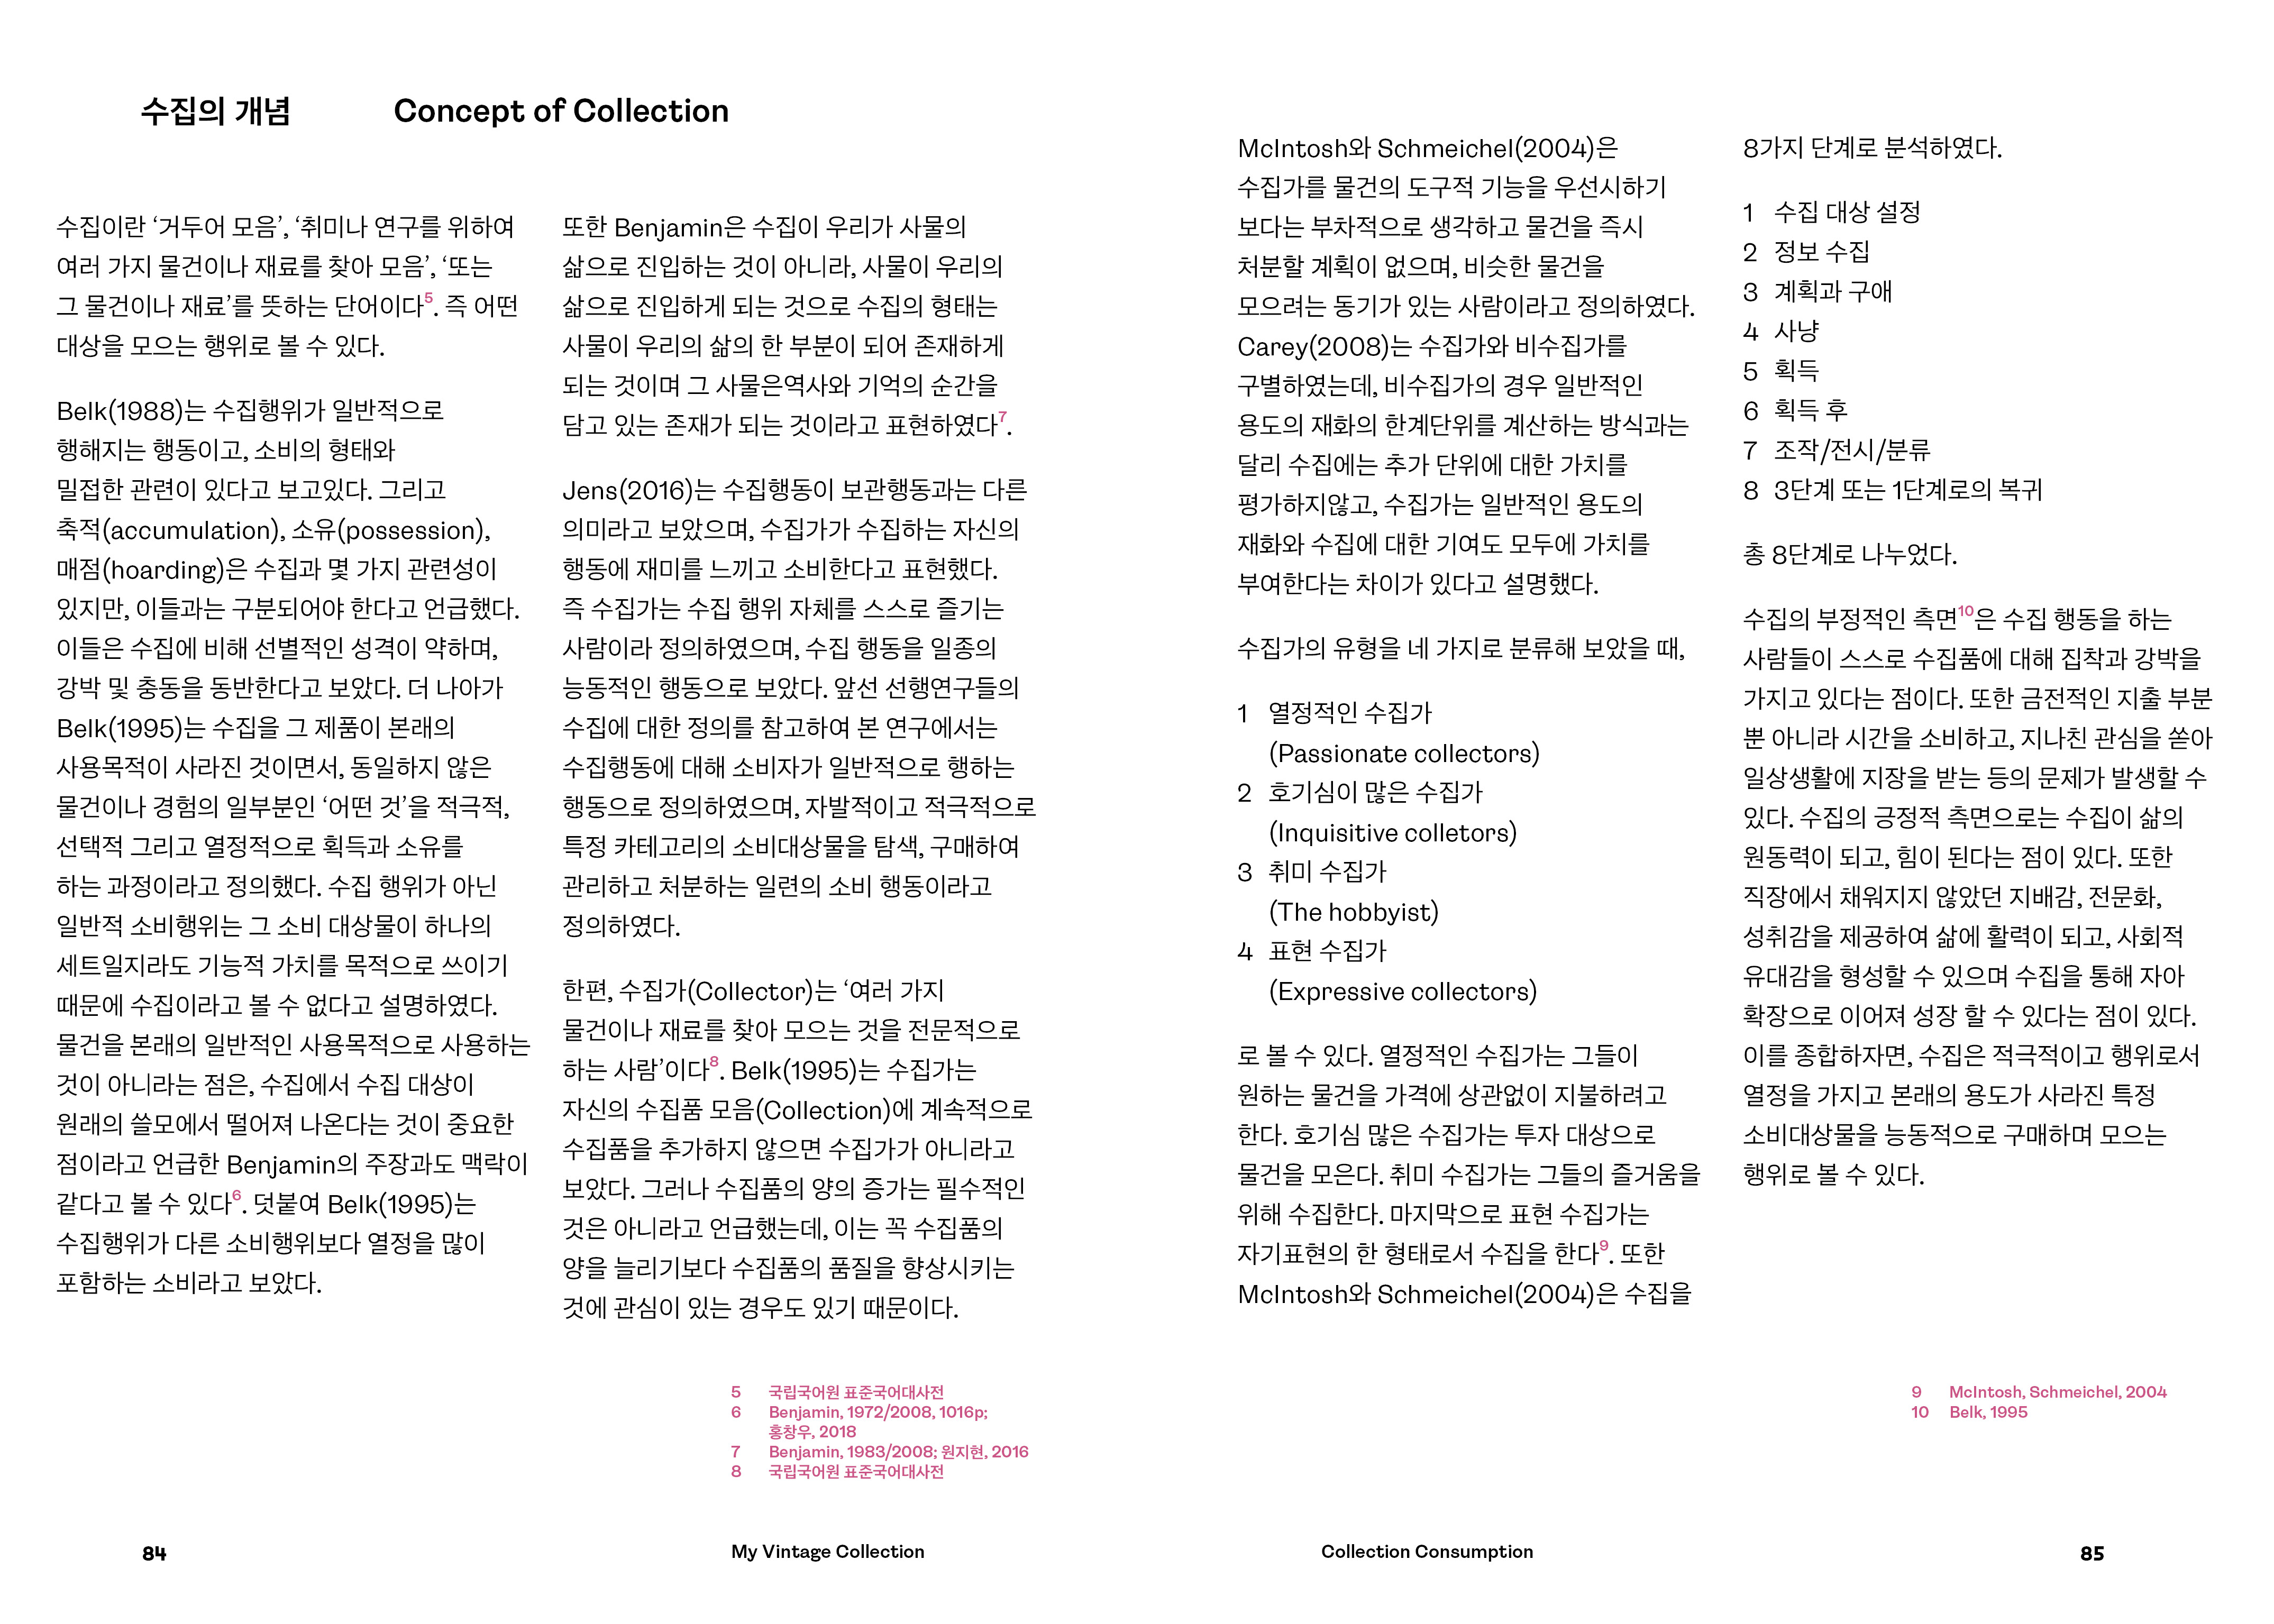 수집의 개념 Concept of Collection
수집이란 ‘거두어 모음’, ‘취미나 연구를 위하여
여러 가지 물건이나 재료를 찾아 모음’, ‘또는
그 물건이나 재료’를 뜻하는 단어이다5. 즉 어떤
대상을 모으는 행위로 볼 수 있다.
Belk(1988)는 수집행위가 일반적으로
행해지는 행동이고, 소비의 형태와
밀접한 관련이 있다고 보고있다. 그리고
축적(accumulation), 소유(possession),
매점(hoarding)은 수집과 몇 가지 관련성이
있지만, 이들과는 구분되어야 한다고 언급했다.
이들은 수집에 비해 선별적인 성격이 약하며,
강박 및 충동을 동반한다고 보았다. 더 나아가
Belk(1995)는 수집을 그 제품이 본래의
사용목적이 사라진 것이면서, 동일하지 않은
물건이나 경험의 일부분인 ‘어떤 것’을 적극적,
선택적 그리고 열정적으로 획득과 소유를
하는 과정이라고 정의했다. 수집 행위가 아닌
일반적 소비행위는 그 소비 대상물이 하나의
세트일지라도 기능적 가치를 목적으로 쓰이기
때문에 수집이라고 볼 수 없다고 설명하였다.
물건을 본래의 일반적인 사용목적으로 사용하는
것이 아니라는 점은, 수집에서 수집 대상이
원래의 쓸모에서 떨어져 나온다는 것이 중요한
점이라고 언급한 Benjamin의 주장과도 맥락이
같다고 볼 수 있다6. 덧붙여 Belk(1995)는
수집행위가 다른 소비행위보다 열정을 많이
포함하는 소비라고 보았다.
또한 Benjamin은 수집이 우리가 사물의
삶으로 진입하는 것이 아니라, 사물이 우리의
삶으로 진입하게 되는 것으로 수집의 형태는
사물이 우리의 삶의 한 부분이 되어 존재하게
되는 것이며 그 사물은역사와 기억의 순간을
담고 있는 존재가 되는 것이라고 표현하였다7.
Jens(2016)는 수집행동이 보관행동과는 다른
의미라고 보았으며, 수집가가 수집하는 자신의
행동에 재미를 느끼고 소비한다고 표현했다.
즉 수집가는 수집 행위 자체를 스스로 즐기는
사람이라 정의하였으며, 수집 행동을 일종의
능동적인 행동으로 보았다. 앞선 선행연구들의
수집에 대한 정의를 참고하여 본 연구에서는
수집행동에 대해 소비자가 일반적으로 행하는
행동으로 정의하였으며, 자발적이고 적극적으로
특정 카테고리의 소비대상물을 탐색, 구매하여
관리하고 처분하는 일련의 소비 행동이라고
정의하였다.
한편, 수집가(Collector)는 ‘여러 가지
물건이나 재료를 찾아 모으는 것을 전문적으로
하는 사람’이다8. Belk(1995)는 수집가는
자신의 수집품 모음(Collection)에 계속적으로
수집품을 추가하지 않으면 수집가가 아니라고
보았다. 그러나 수집품의 양의 증가는 필수적인
것은 아니라고 언급했는데, 이는 꼭 수집품의
양을 늘리기보다 수집품의 품질을 향상시키는
것에 관심이 있는 경우도 있기 때문이다.
5 국립국어원 표준국어대사전
6 Benjamin, 1972/2008, 1016p;
홍창우, 2018
7 Benjamin, 1983/2008; 원지현, 2016
8 국립국어원 표준국어대사전
84 My Vintage Collection
McIntosh와 Schmeichel(2004)은
수집가를 물건의 도구적 기능을 우선시하기
보다는 부차적으로 생각하고 물건을 즉시
처분할 계획이 없으며, 비슷한 물건을
모으려는 동기가 있는 사람이라고 정의하였다.
Carey(2008)는 수집가와 비수집가를
구별하였는데, 비수집가의 경우 일반적인
용도의 재화의 한계단위를 계산하는 방식과는
달리 수집에는 추가 단위에 대한 가치를
평가하지않고, 수집가는 일반적인 용도의
재화와 수집에 대한 기여도 모두에 가치를
부여한다는 차이가 있다고 설명했다.
수집가의 유형을 네 가지로 분류해 보았을 때,
1 열정적인 수집가
(Passionate collectors)
2 호기심이 많은 수집가
(Inquisitive colletors)
3 취미 수집가
(The hobbyist)
4 표현 수집가
(Expressive collectors)
로 볼 수 있다. 열정적인 수집가는 그들이
원하는 물건을 가격에 상관없이 지불하려고
한다. 호기심 많은 수집가는 투자 대상으로
물건을 모은다. 취미 수집가는 그들의 즐거움을
위해 수집한다. 마지막으로 표현 수집가는
자기표현의 한 형태로서 수집을 한다9. 또한
McIntosh와 Schmeichel(2004)은 수집을
8가지 단계로 분석하였다.
1 수집 대상 설정
2 정보 수집
3 계획과 구애
4 사냥
5 획득
6 획득 후
7 조작/전시/분류
8 3단계 또는 1단계로의 복귀
총 8단계로 나누었다.
수집의 부정적인 측면10은 수집 행동을 하는
사람들이 스스로 수집품에 대해 집착과 강박을
가지고 있다는 점이다. 또한 금전적인 지출 부분
뿐 아니라 시간을 소비하고, 지나친 관심을 쏟아
일상생활에 지장을 받는 등의 문제가 발생할 수
있다. 수집의 긍정적 측면으로는 수집이 삶의
원동력이 되고, 힘이 된다는 점이 있다. 또한
직장에서 채워지지 않았던 지배감, 전문화,
성취감을 제공하여 삶에 활력이 되고, 사회적
유대감을 형성할 수 있으며 수집을 통해 자아
확장으로 이어져 성장 할 수 있다는 점이 있다.
이를 종합하자면, 수집은 적극적이고 행위로서
열정을 가지고 본래의 용도가 사라진 특정
소비대상물을 능동적으로 구매하며 모으는
행위로 볼 수 있다.
9 McIntosh, Schmeichel, 2004
10 Belk, 1995
Collection Consumption 85